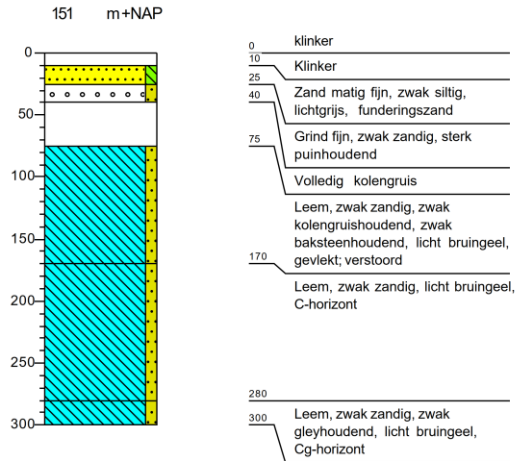 151 m+NAP
0
50
100
150
200
250
300
0
klinker
10
Klinker
25
Zand matig fijn, zwak siltig,
lichtgrijs, funderingszand
40
Grind fijn, zwak zandig, sterk
puinhoudend
75
Volledig kolengruis
Leem, zwak zandig, zwak
kolengruishoudend, zwak
baksteenhoudend, licht bruingeel,
gevlekt; verstoord
170
Leem, zwak zandig, licht bruingeel,
C-horizont
280
300
Leem, zwak zandig, zwak
gleyhoudend, licht bruingeel,
Cg-horizont